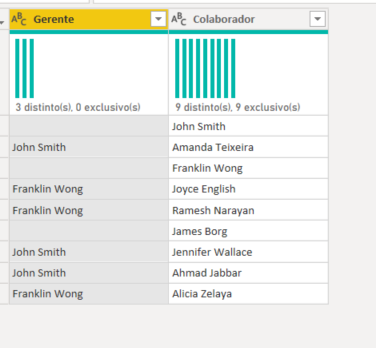 ABC Gerente ABC Colaborador
3 distinto(s), 0 exclusivo(s) 9 distinto(s), 9 exclusivo(s)
John Smith
John Smith Amanda Teixeira
Franklin Wong
Franklin Wong Joyce English
Franklin Wong Ramesh Narayan
James Borg
John Smith Jennifer Wallace
John Smith Ahmad Jabbar
Franklin Wong Alicia Zelaya